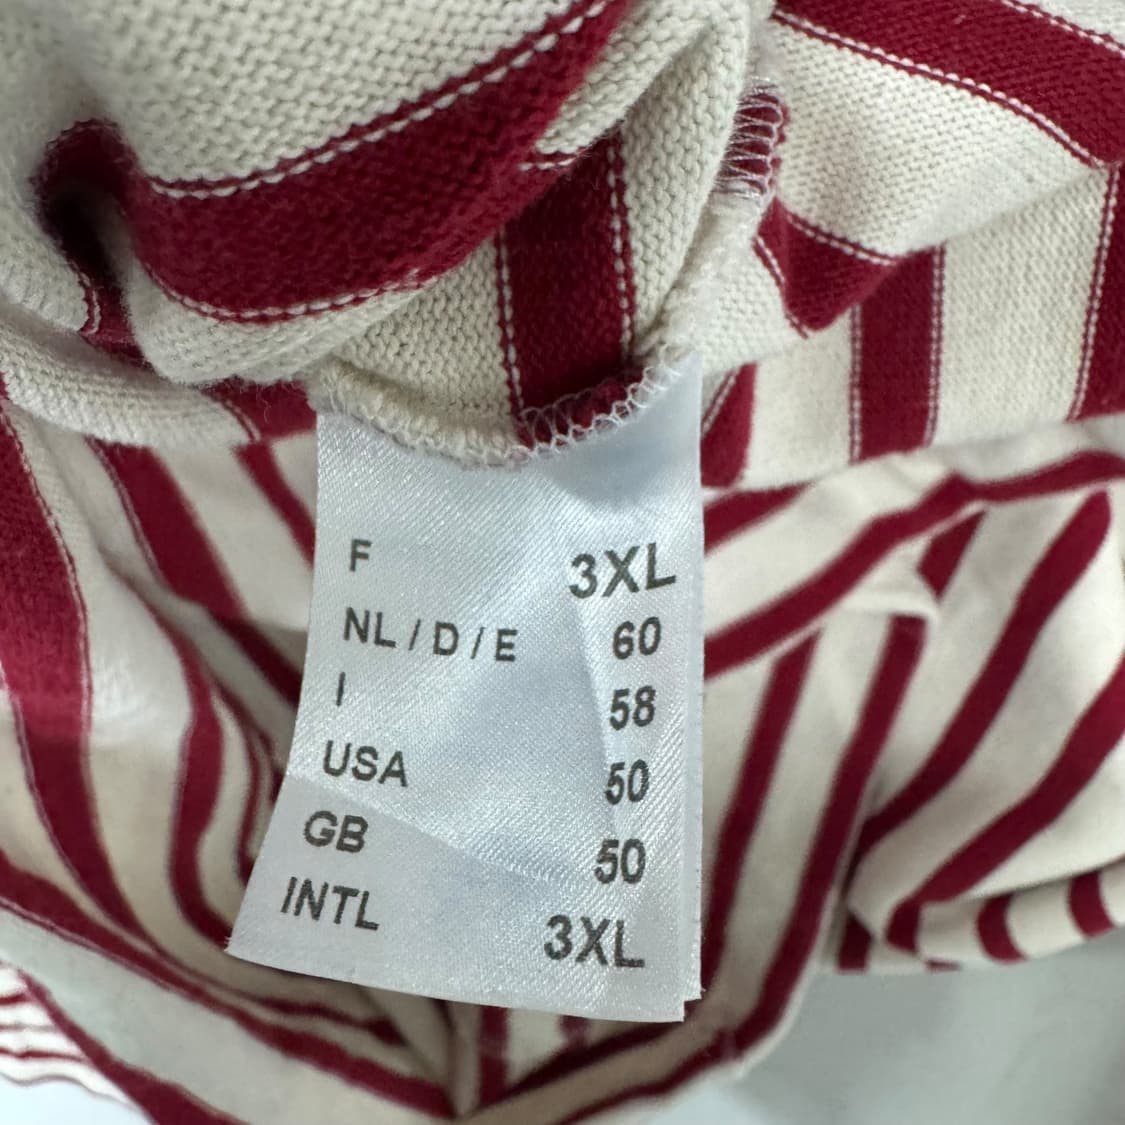 F 3XL
NL / D / E 60
I 58
USA 50
GB 50
INTL 3XL